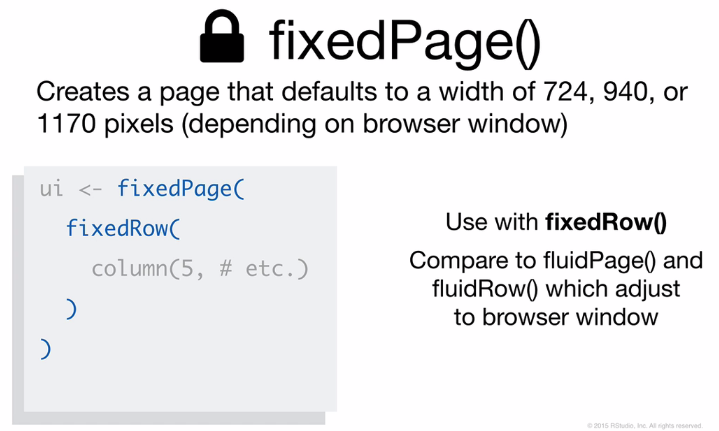 fixedPage()
Creates a page that defaults to a width of 724, 940, or
1170 pixels (depending on browser window)
ui <- fixedPage(
  fixedRow(
    column(5, # etc.)
  )
)
Use with fixedRow()
Compare to fluidPage() and
fluidRow() which adjust
to browser window
© 2015 RStudio, Inc. All rights reserved.